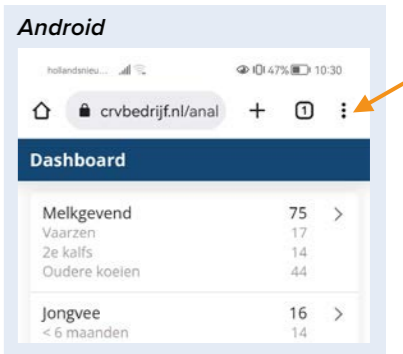 Android
hollandsnieu... 47% 10:30
crvbedrijf.nl/anal 1
Dashboard
Melkgevend 75
Vaarzen 17
2e kalfs 14
Oudere koeien 44
Jongvee 16
< 6 maanden 14